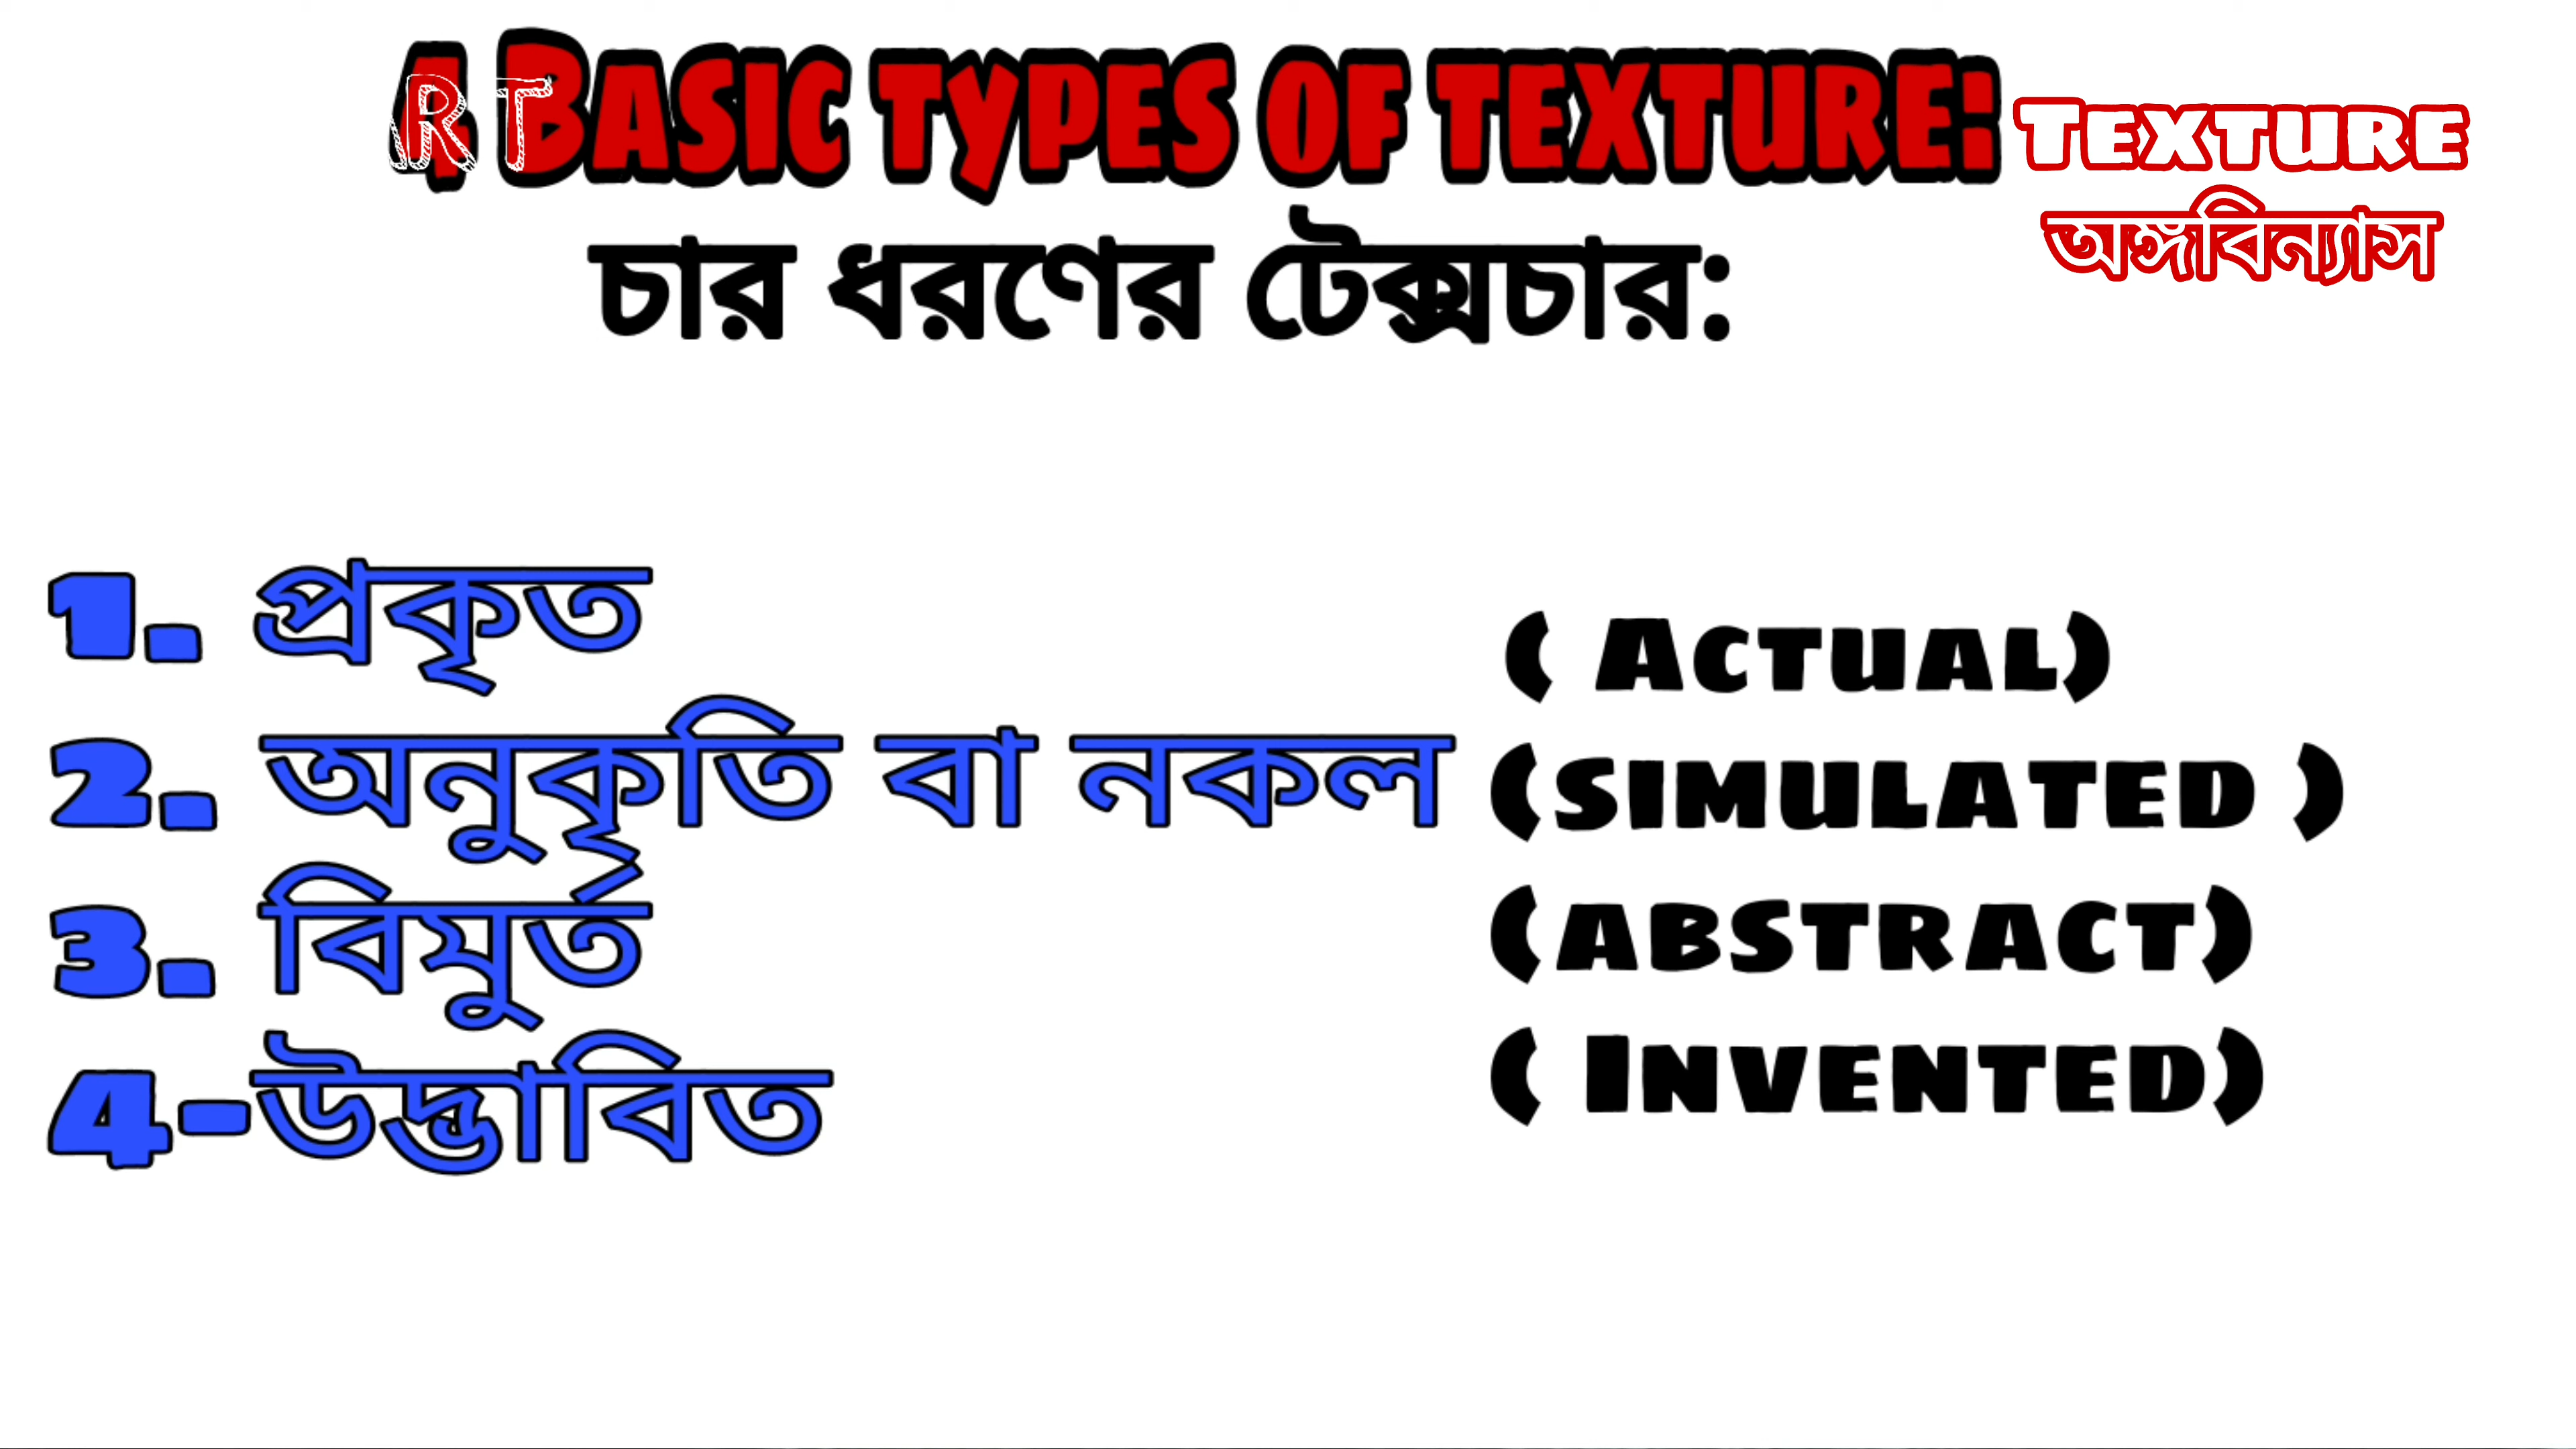 4 Basic types of texture:
ART
Texture
অঙ্গবিন্যাস
চার ধরণের টেক্সচার:
1. প্রকৃত ( Actual)
2. অনুকৃতি বা নকল (simulated )
3. বিমুর্ত (abstract)
4-উদ্ভাবিত ( Invented)